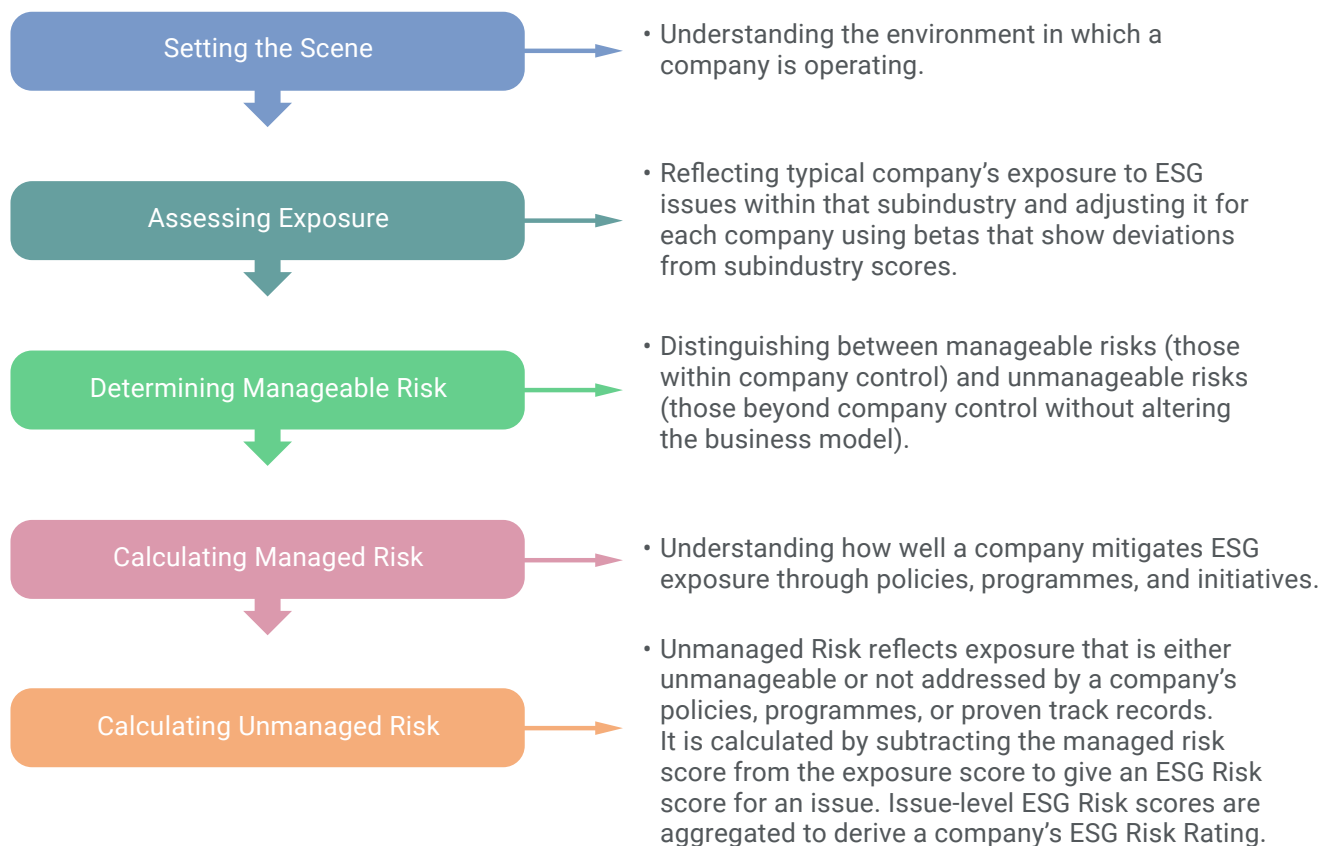 Setting the Scene
• Understanding the environment in which a
company is operating.
Assessing Exposure
• Reflecting typical company’s exposure to ESG
issues within that subindustry and adjusting it for
each company using betas that show deviations
from subindustry scores.
Determining Manageable Risk
• Distinguishing between manageable risks (those
within company control) and unmanageable risks
(those beyond company control without altering
the business model).
Calculating Managed Risk
• Understanding how well a company mitigates ESG
exposure through policies, programmes, and initiatives.
Calculating Unmanaged Risk
• Unmanaged Risk reflects exposure that is either
unmanageable or not addressed by a company’s
policies, programmes, or proven track records.
It is calculated by subtracting the managed risk
score from the exposure score to give an ESG Risk
score for an issue. Issue-level ESG Risk scores are
aggregated to derive a company’s ESG Risk Rating.